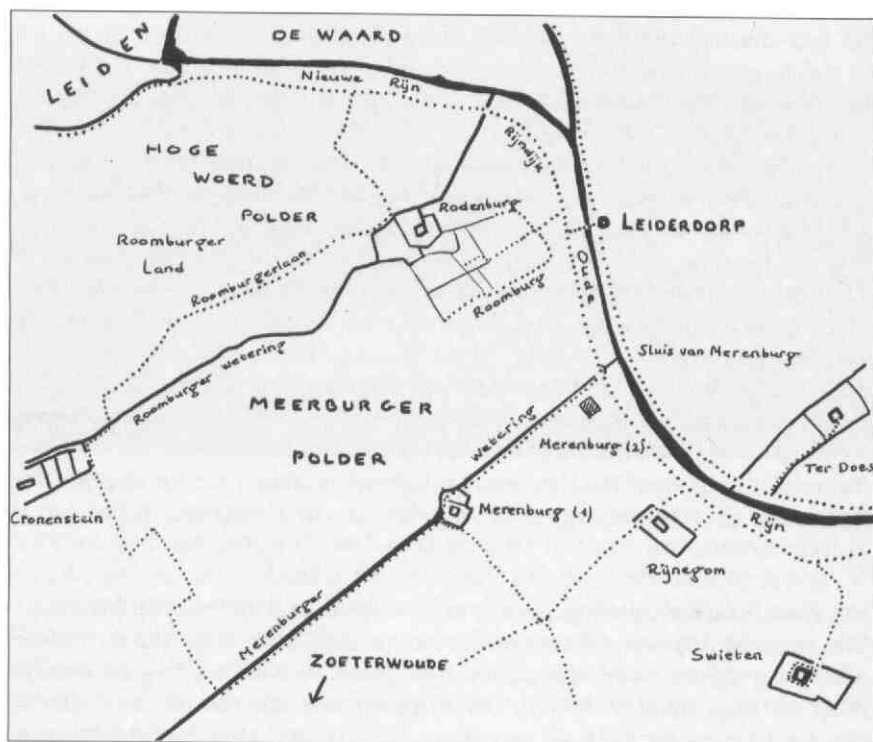 LEIDEN
DE WAARD
Nieuwe Rijn
Rijndijk
HOGE
WOERD
POLDER
Roomburger
Land
Rodenburg
LEIDERDORP
Roomburgerlaan
Roomburg
Oude
Roomburger Wetering
Sluis van Merenburg
MEERBURGER
POLDER
Wetering
Merenburg (2)
Ter Does
Cronenstein
Merenburg (1)
Rijn
Rijnegom
Merenburger
ZOETERWOUDE
Swieten